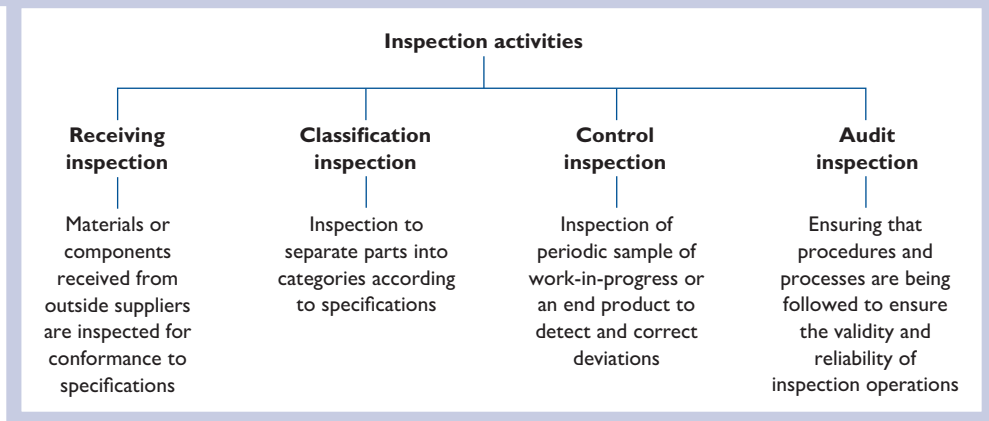 Inspection activities
Receiving
inspection
Materials or
components
received from
outside suppliers
are inspected for
conformance to
specifications
Classification
inspection
Inspection to
separate parts into
categories according
to specifications
Control
inspection
Inspection of
periodic sample of
work-in-progress or
an end product to
detect and correct
deviations
Audit
inspection
Ensuring that
procedures and
processes are being
followed to ensure
the validity and
reliability of
inspection operations